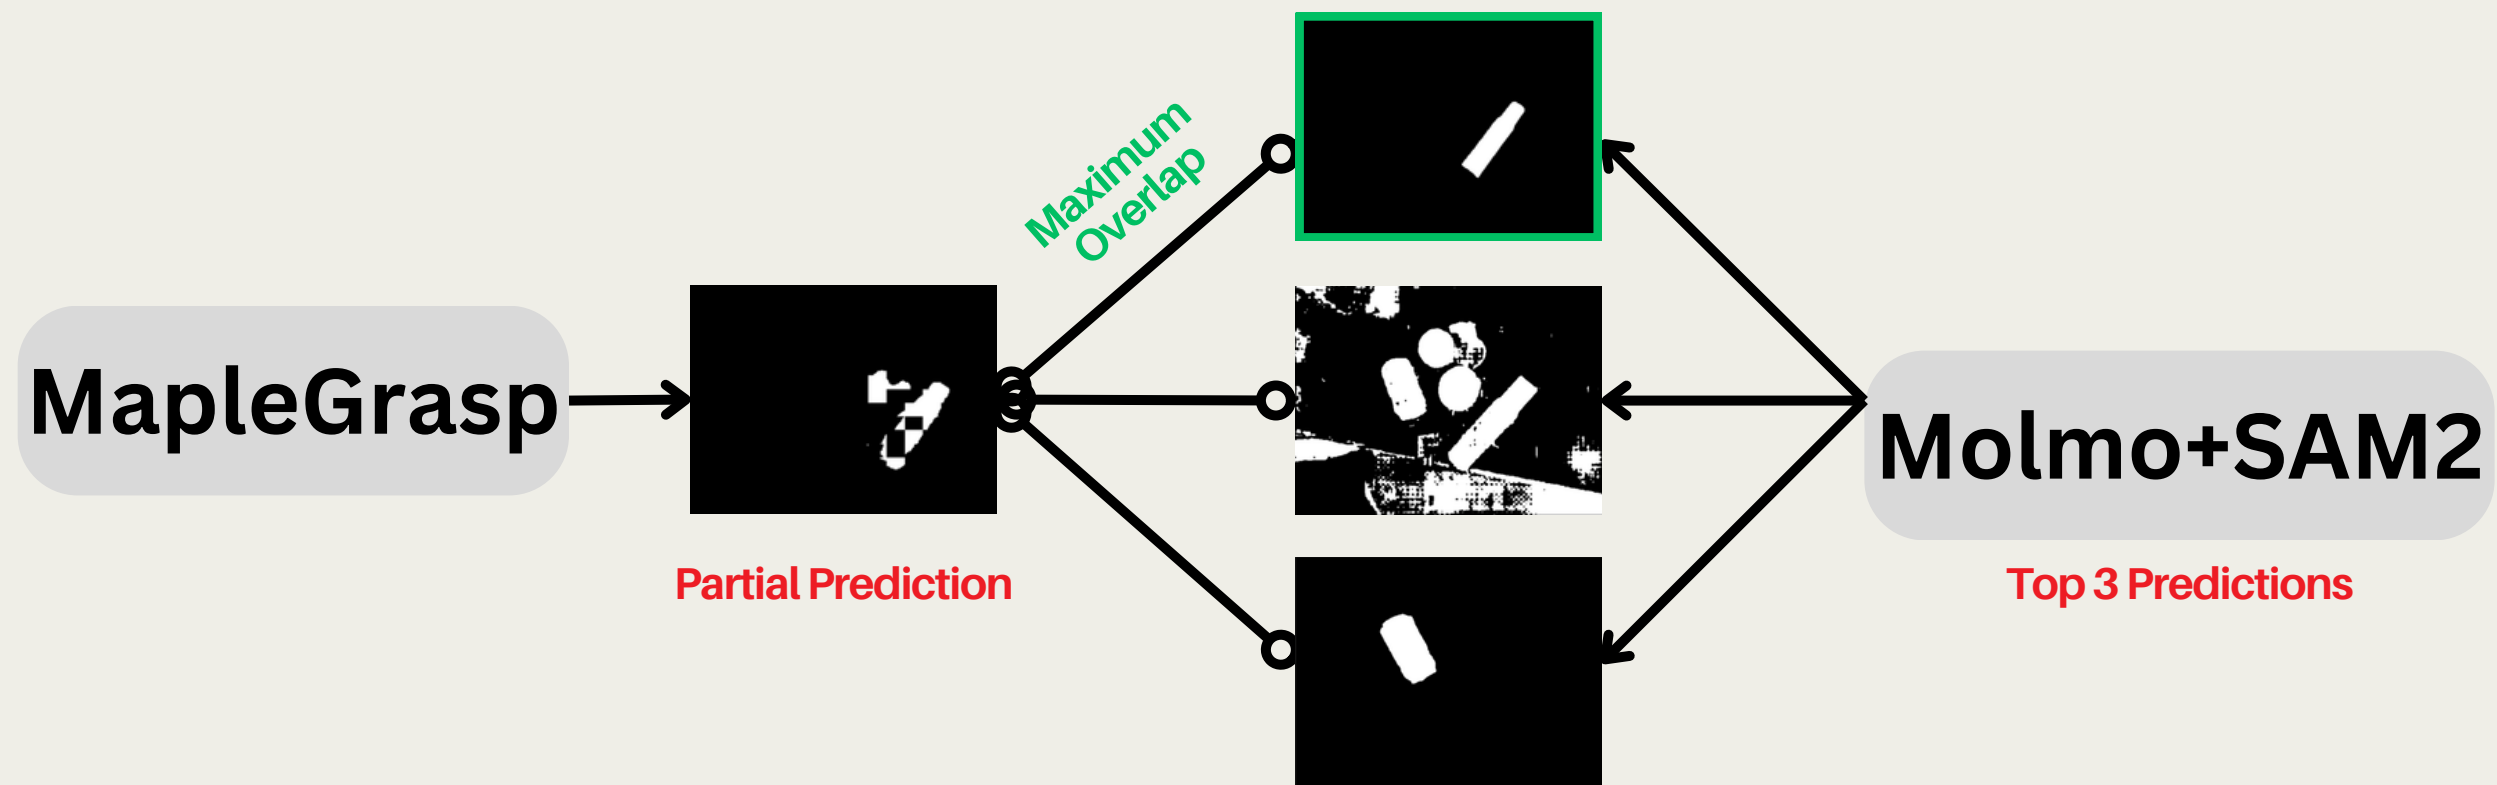 Maximum
Overlap
MapleGrasp
Partial Prediction
Molmo+SAM2
Top 3 Predictions